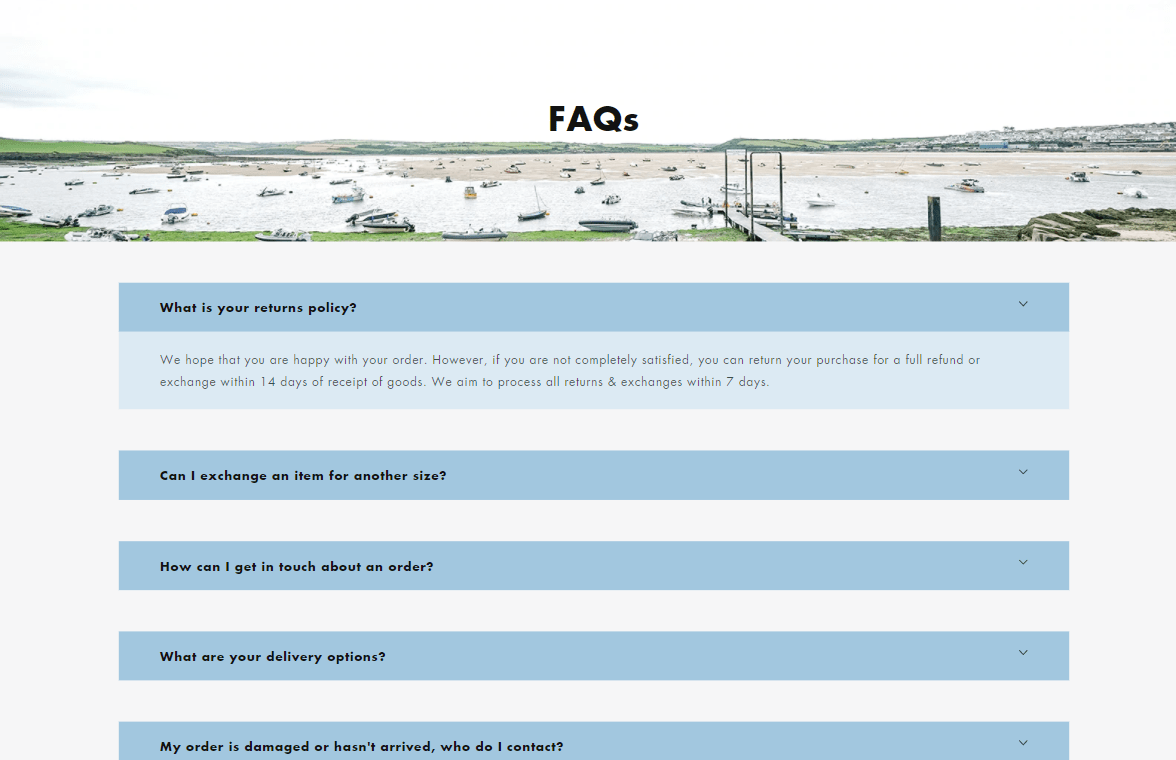 FAQs
What is your returns policy?
We hope that you are happy with your order. However, if you are not completely satisfied, you can return your purchase for a full refund or
exchange within 14 days of receipt of goods. We aim to process all returns & exchanges within 7 days.
Can I exchange an item for another size?
How can I get in touch about an order?
What are your delivery options?
My order is damaged or hasn't arrived, who do I contact?